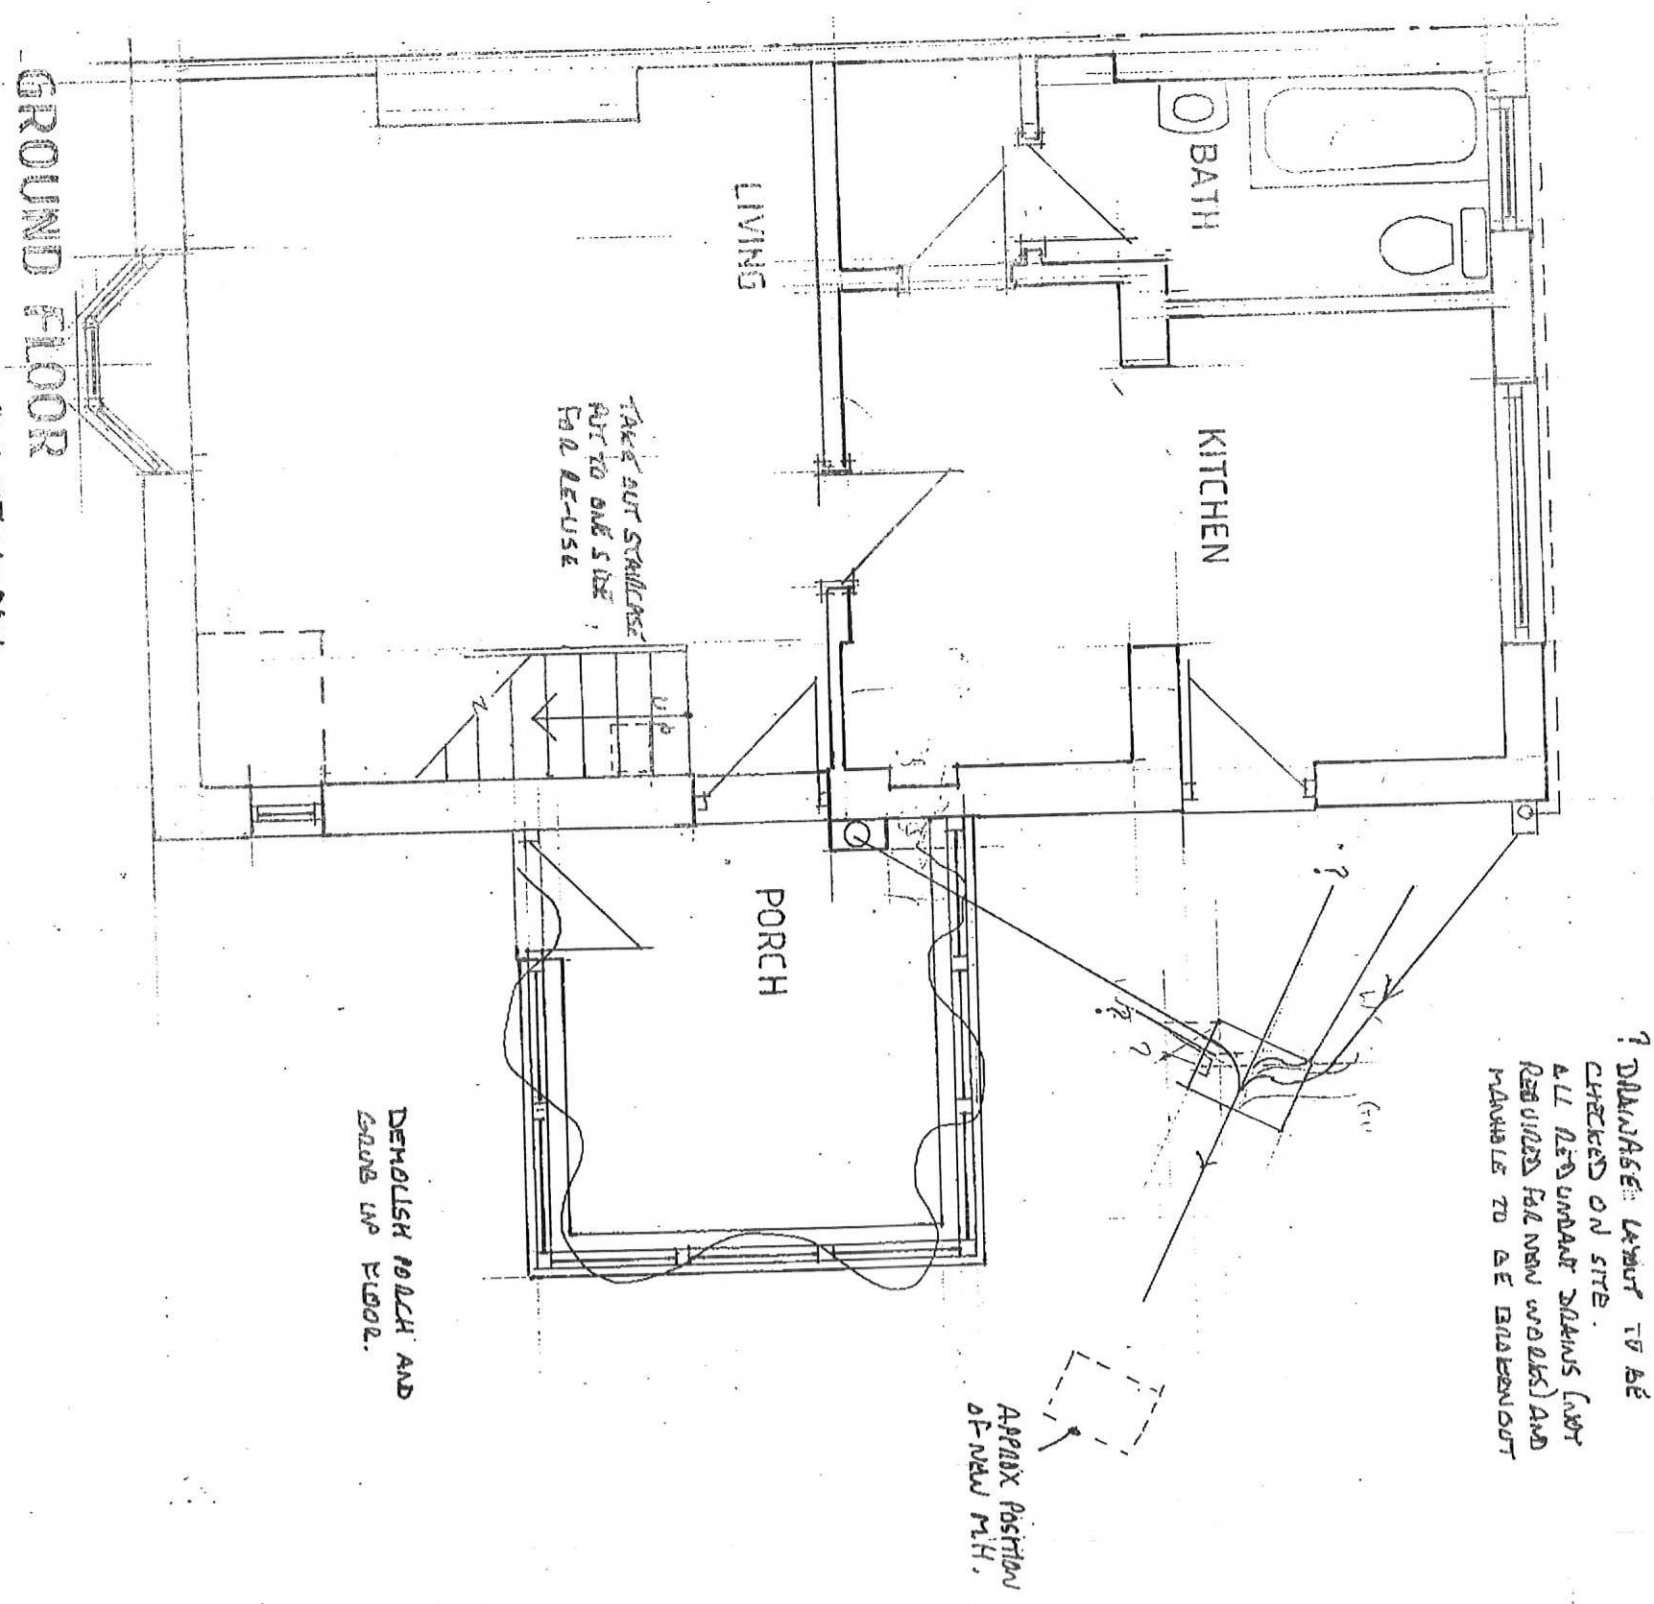 BATH
KITCHEN
LIVING
PORCH
UP
TAKE OUT STAIRCASE
PUT TO ONE SIDE
FOR RE-USE
? DRAINAGE LAYOUT TO BE
CHECKED ON SITE.
ALL REDUNDANT DRAINS (NOT
REQUIRED FOR NEW WORKS) AND
MANHOLE TO BE BROKEN OUT
?
?
?
APPROX POSITION
OF NEW M.H.
DEMOLISH PORCH AND
GRUB UP FLOOR.
GROUND FLOOR